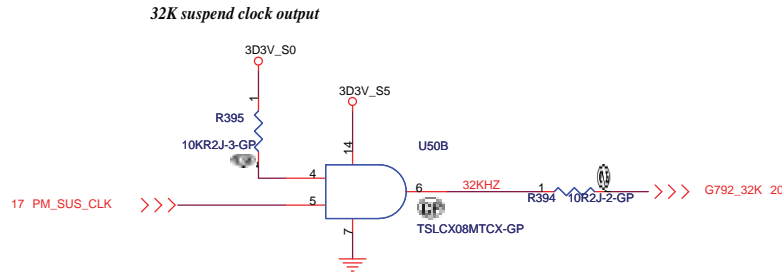 32K suspend clock output
3D3V_S0
1
R395
10KR2J-3-GP
3D3V_S5
14
U50B
4
5
6
32KHZ
1
R394
10R2J-2-GP
G792_32K 20
17 PM_SUS_CLK
7
TSLCX08MTCX-GP